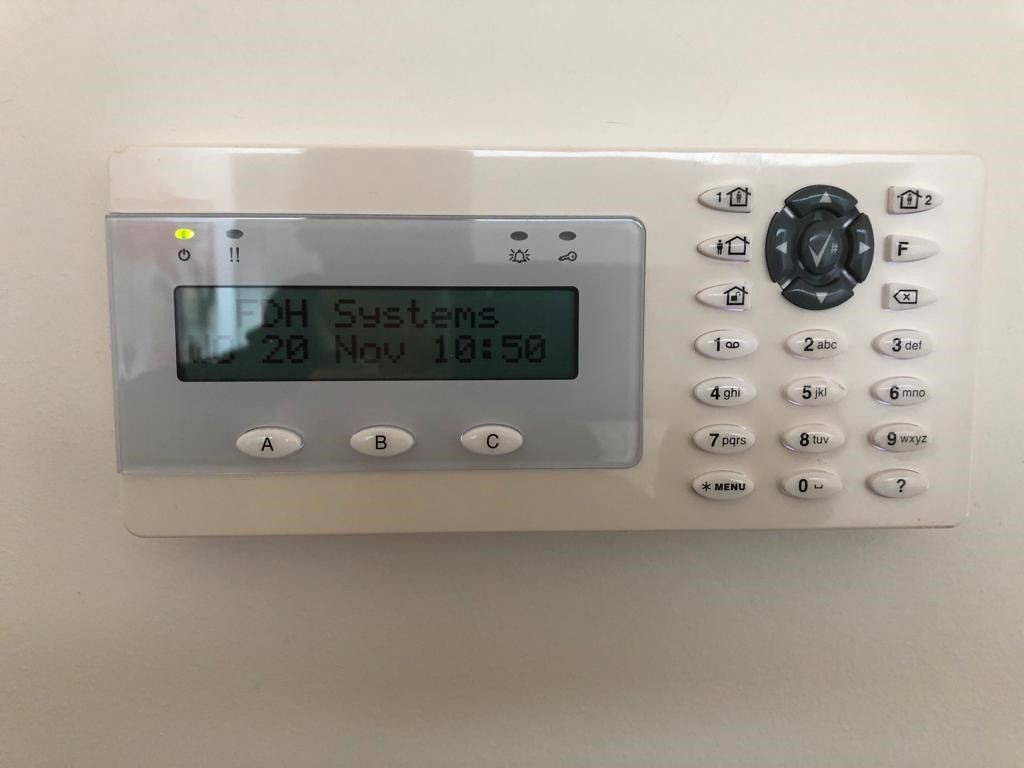 FDH Systems
20 Nov 10:50
!!
A B C
1 2
F
#
1 2 abc 3 def
4 ghi 5 jkl 6 mno
7 pqrs 8 tuv 9 wxyz
* MENU 0 ?